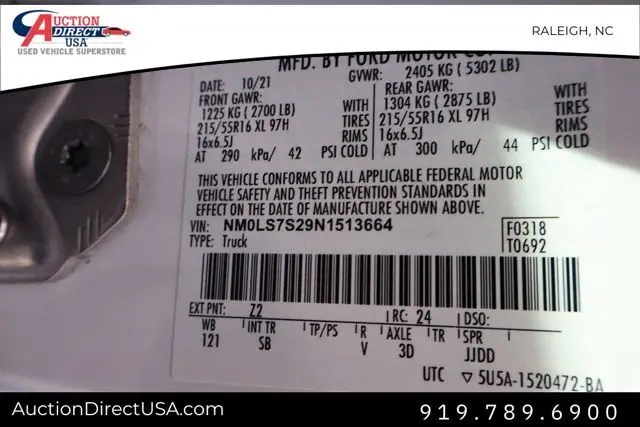 AUCTION
DIRECT
USA
USED VEHICLE SUPERSTORE
RALEIGH, NC
MFD. BY FORD MOTOR CO
DATE: 10/21 GVWR: 2405 KG ( 5302 LB)
FRONT GAWR: REAR GAWR:
1225 KG ( 2700 LB) WITH 1304 KG ( 2875 LB) WITH
215/55R16 XL 97H TIRES 215/55R16 XL 97H TIRES
16x6.5J RIMS 16x6.5J RIMS
AT 290 kPa/ 42 PSI COLD AT 300 kPa/ 44 PSI COLD
THIS VEHICLE CONFORMS TO ALL APPLICABLE FEDERAL MOTOR
VEHICLE SAFETY AND THEFT PREVENTION STANDARDS IN
EFFECT ON THE DATE OF MANUFACTURE SHOWN ABOVE.
VIN: NM0LS7S29N1513664 F0318
TYPE: Truck T0692
EXT PNT: Z2 RC: 24 DSO:
WB INT TR TP/PS R AXLE TR SPR
121 SB V 3D JJDD
UTC ▽ 5U5A-1520472-BA
AuctionDirectUSA.com 919.789.6900